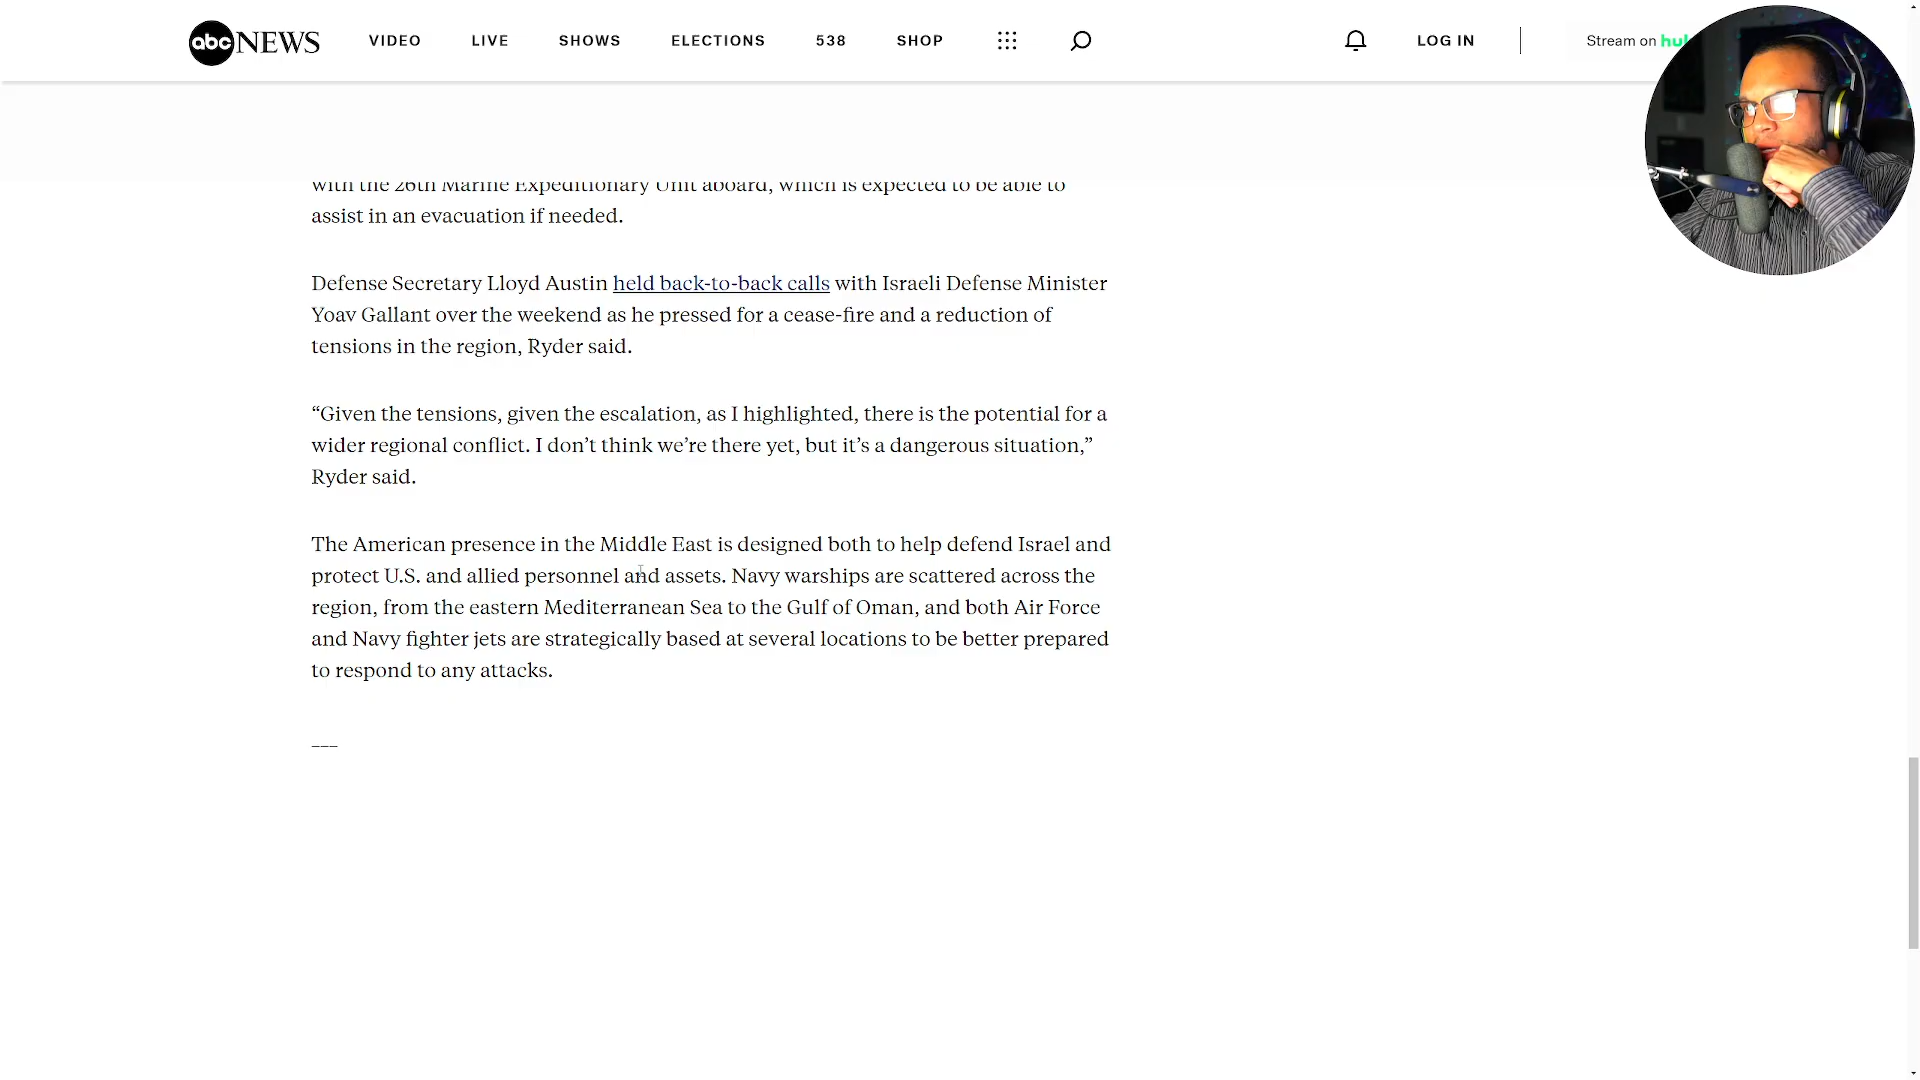 abc NEWS VIDEO LIVE SHOWS ELECTIONS 538 SHOP LOG IN Stream on
with the 26th Marine Expeditionary Unit aboard, which is expected to be able to
assist in an evacuation if needed.
Defense Secretary Lloyd Austin held back-to-back calls with Israeli Defense Minister
Yoav Gallant over the weekend as he pressed for a cease-fire and a reduction of
tensions in the region, Ryder said.
“Given the tensions, given the escalation, as I highlighted, there is the potential for a
wider regional conflict. I don’t think we’re there yet, but it’s a dangerous situation,”
Ryder said.
The American presence in the Middle East is designed both to help defend Israel and
protect U.S. and allied personnel and assets. Navy warships are scattered across the
region, from the eastern Mediterranean Sea to the Gulf of Oman, and both Air Force
and Navy fighter jets are strategically based at several locations to be better prepared
to respond to any attacks.
___